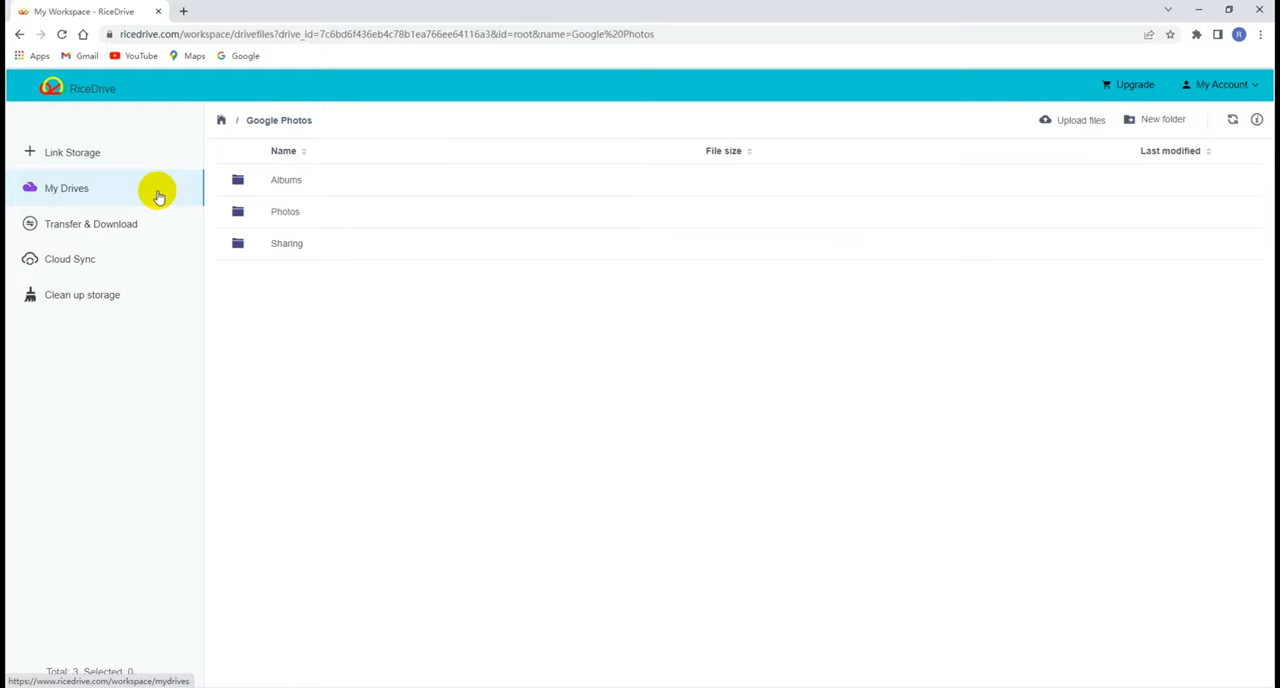 My Workspace - RiceDrive
ricedrive.com/workspace/drivefiles?drive_id=7c6bd6f436eb4c78b1ea766ee64116a3&id=root&name=Google%20Photos
R
Apps Gmail YouTube Maps Google
RiceDrive
Upgrade My Account
/ Google Photos
Upload files New folder
Link Storage
My Drives
Transfer & Download
Cloud Sync
Clean up storage
Name File size Last modified
Albums
Photos
Sharing
Total: 3 Selected: 0
https://www.ricedrive.com/workspace/mydrives